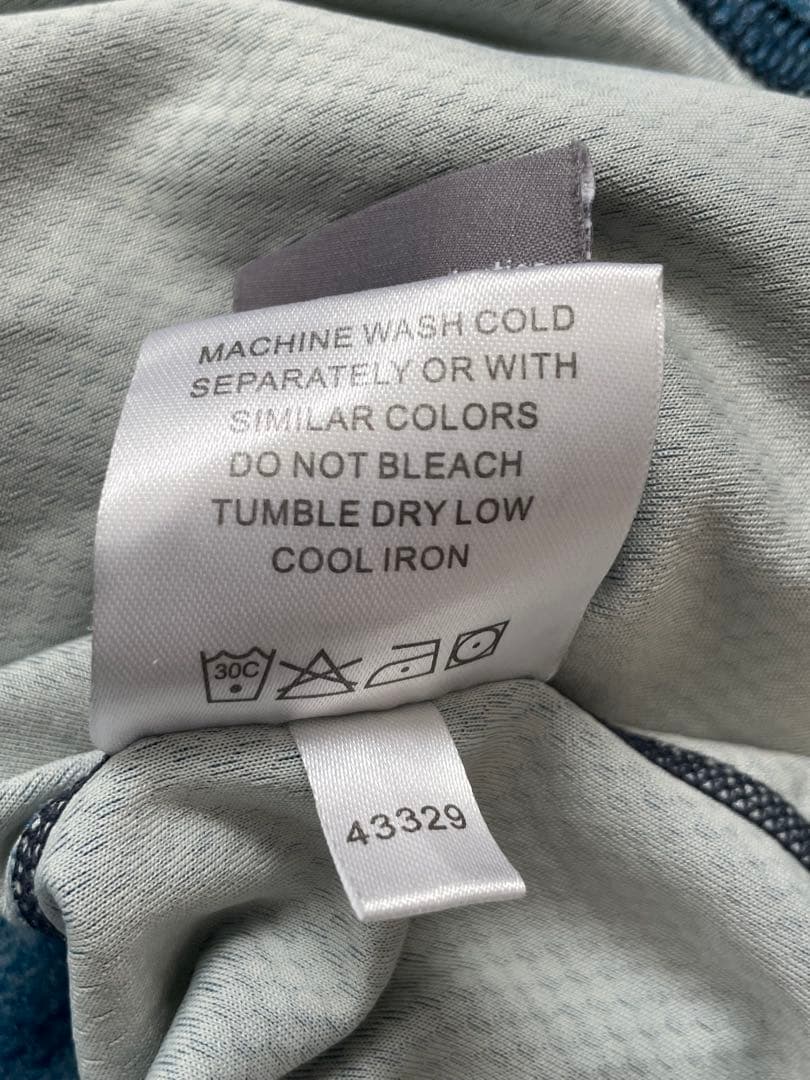 MACHINE WASH COLD
SEPARATELY OR WITH
SIMILAR COLORS
DO NOT BLEACH
TUMBLE DRY LOW
COOL IRON
30C
43329